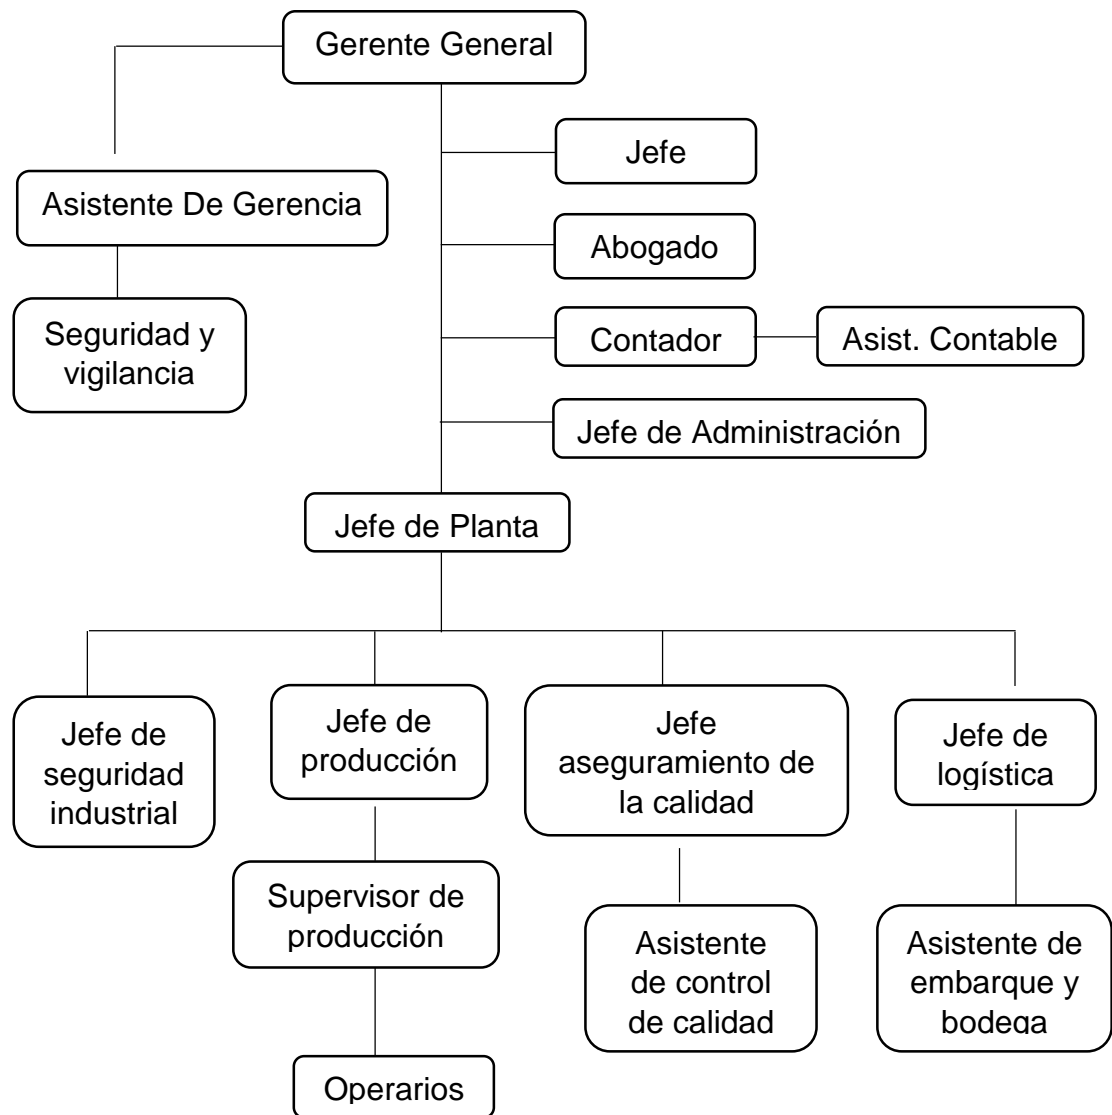 Gerente General
Jefe
Asistente De Gerencia
Abogado
Seguridad y
vigilancia
Contador
Asist. Contable
Jefe de Administración
Jefe de Planta
Jefe de
seguridad
industrial
Jefe de
producción
Jefe
aseguramiento de
la calidad
Jefe de
logística
Supervisor de
producción
Asistente
de control
de calidad
Asistente de
embarque y
bodega
Operarios